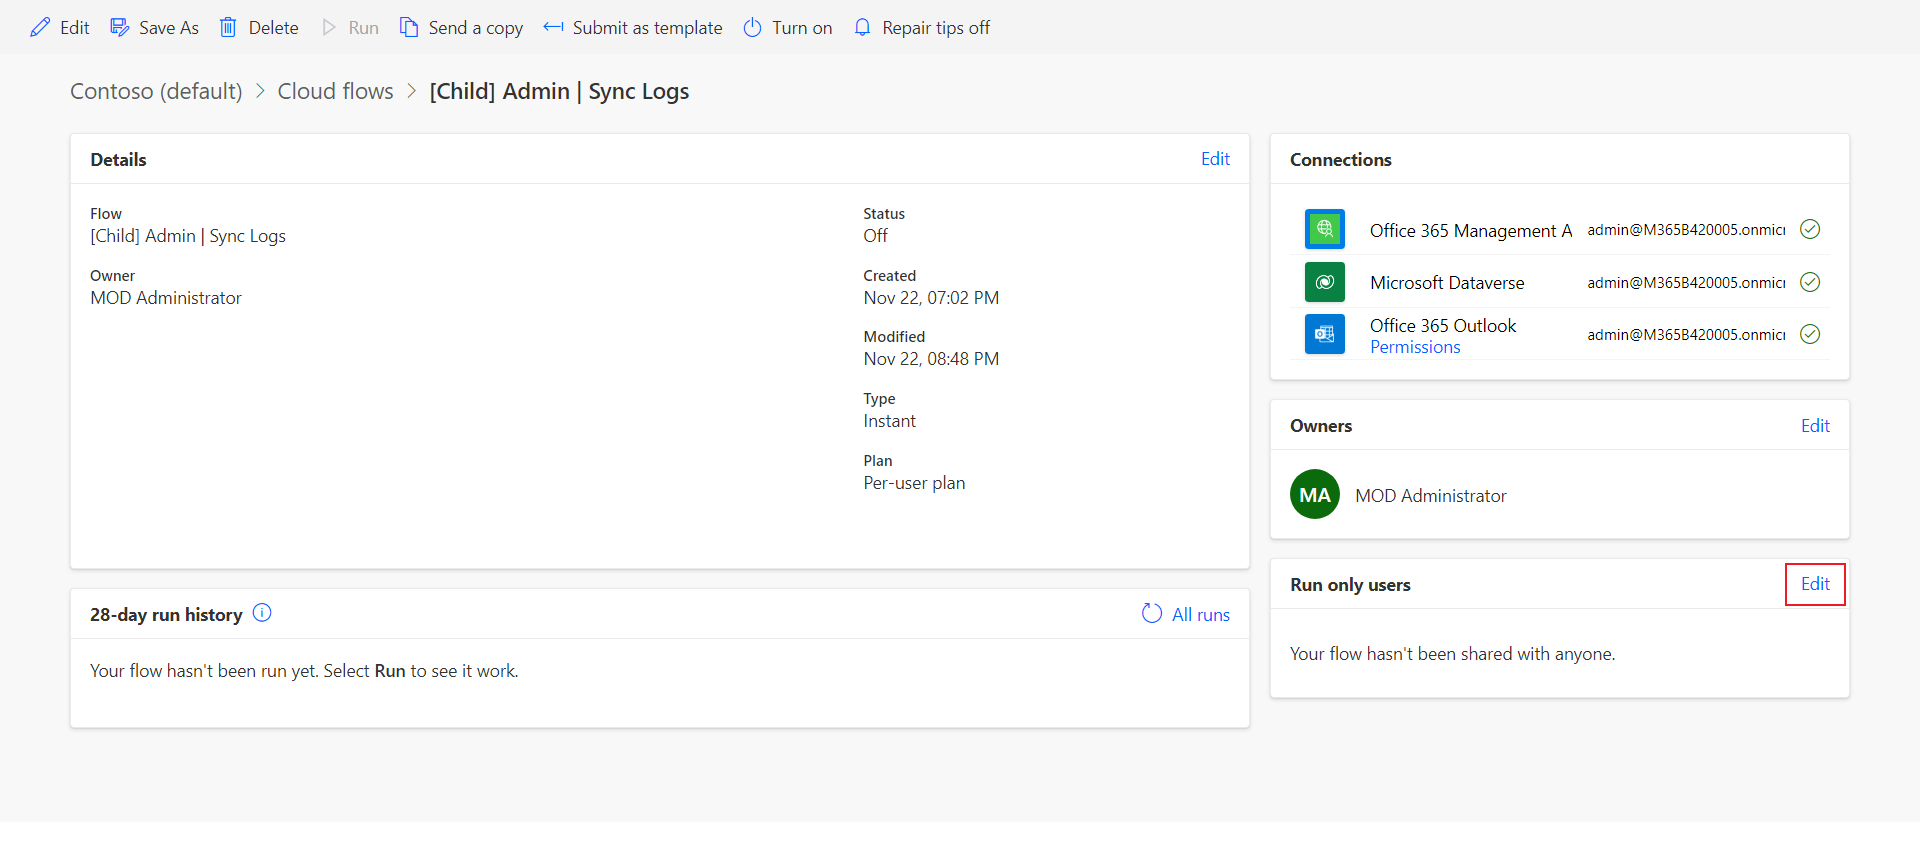 Edit Save As Delete Run Send a copy Submit as template Turn on Repair tips off
Contoso (default) > Cloud flows > [Child] Admin | Sync Logs
Details Edit
Flow
[Child] Admin | Sync Logs
Owner
MOD Administrator
Status
Off
Created
Nov 22, 07:02 PM
Modified
Nov 22, 08:48 PM
Type
Instant
Plan
Per-user plan
28-day run history All runs
Your flow hasn't been run yet. Select Run to see it work.
Connections
Office 365 Management A admin@M365B420005.onmicr
Microsoft Dataverse admin@M365B420005.onmicr
Office 365 Outlook admin@M365B420005.onmicr
Permissions
Owners Edit
MA MOD Administrator
Run only users Edit
Your flow hasn't been shared with anyone.